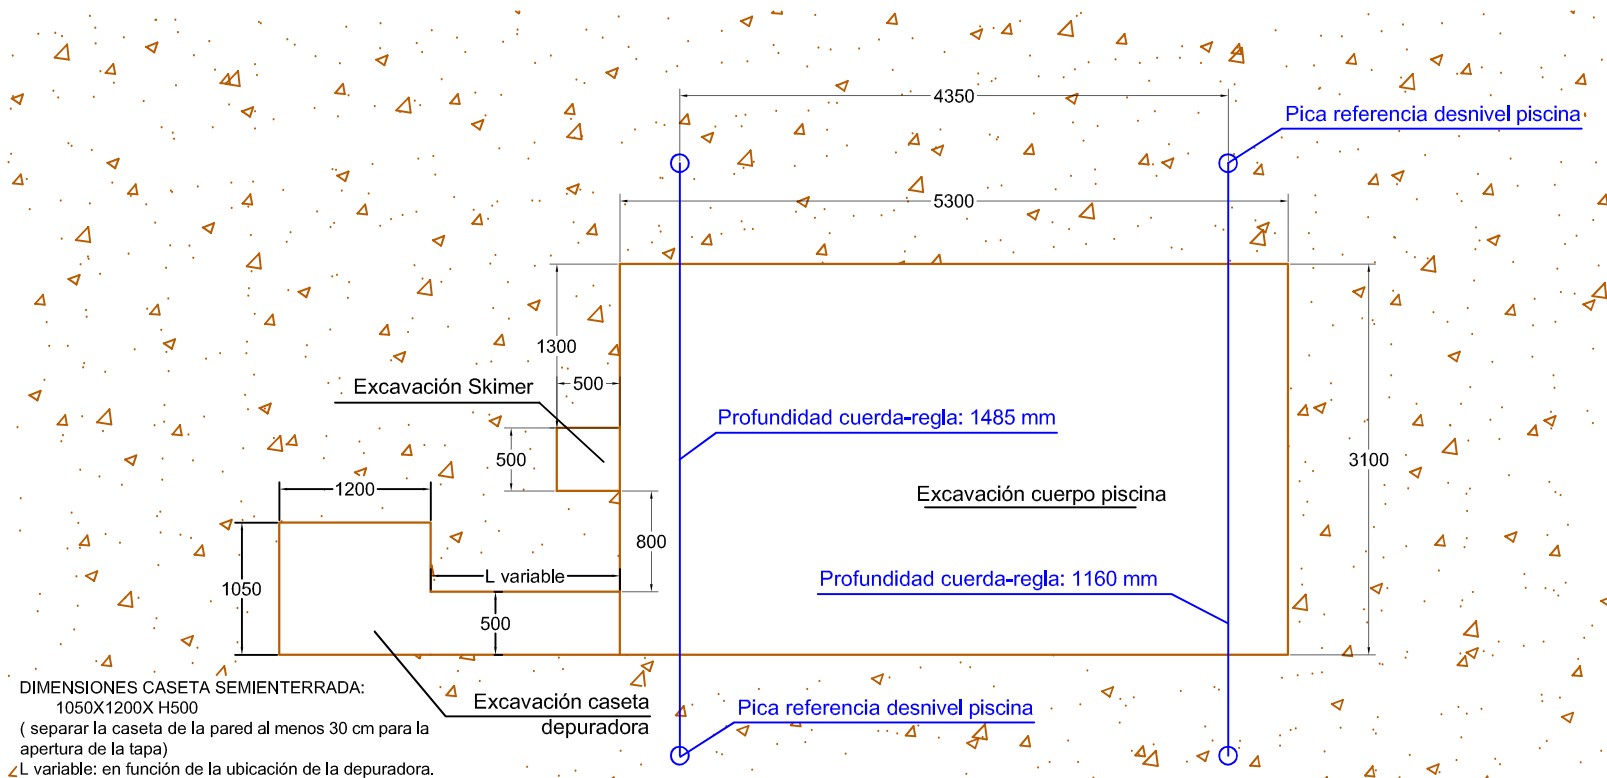 4350
Pica referencia desnivel piscina
5300
1300
500
Excavación Skimer
Profundidad cuerda-regla: 1485 mm
500
3100
1200
Excavación cuerpo piscina
800
L variable
Profundidad cuerda-regla: 1160 mm
1050
500
DIMENSIONES CASETA SEMIENTERRADA:
1050X1200X H500
( separar la caseta de la pared al menos 30 cm para la
apertura de la tapa)
L variable: en función de la ubicación de la depuradora.
Excavación caseta
depuradora
Pica referencia desnivel piscina